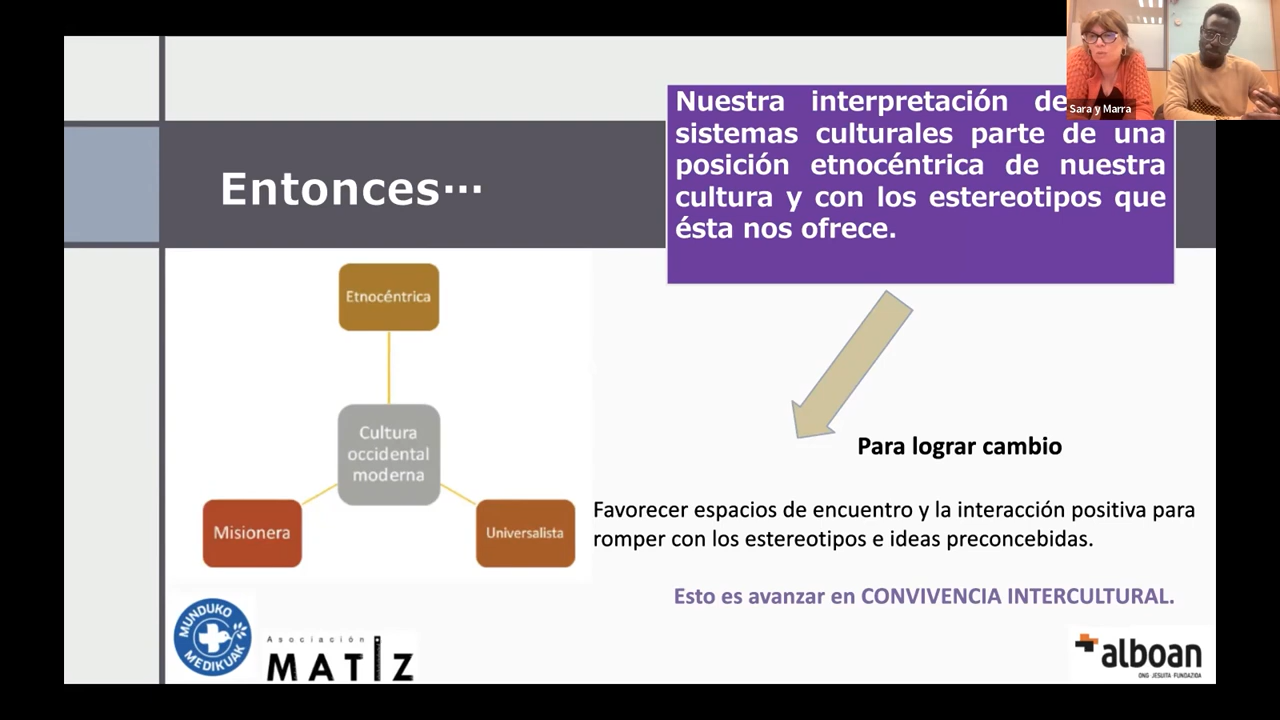 Nuestra interpretación de
sistemas culturales parte de una
posición etnocéntrica de nuestra
cultura y con los estereotipos que
ésta nos ofrece.
Sara y Marra
Entonces…
Etnocéntrica
Cultura
occidental
moderna
Misionera
Universalista
Para lograr cambio
Favorecer espacios de encuentro y la interacción positiva para
romper con los estereotipos e ideas preconcebidas.
Esto es avanzar en CONVIVENCIA INTERCULTURAL.
MUNDUKO
MEDIKUAK
Asociación
MATIZ
alboan
ONG JESUITA FUNDAZIOA